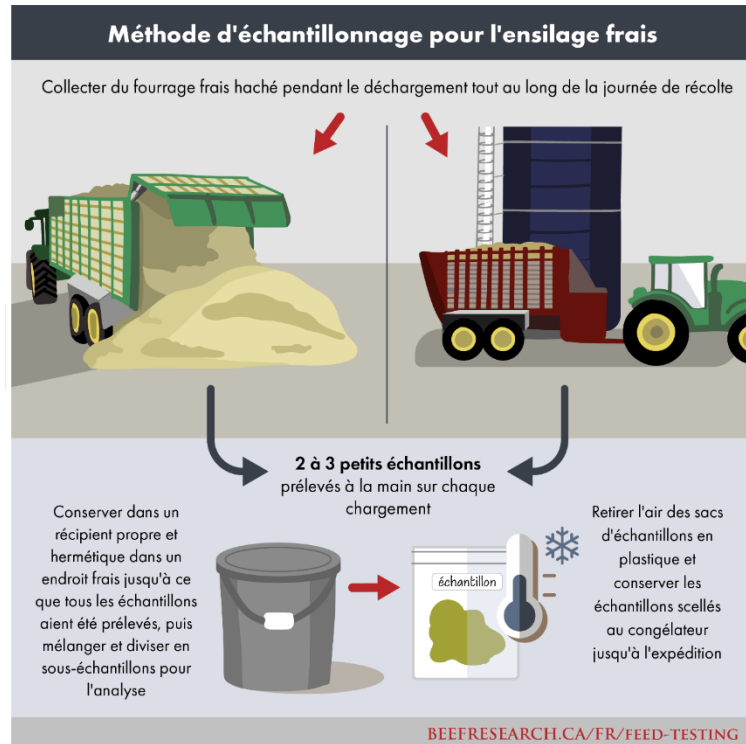 Méthode d'échantillonnage pour l'ensilage frais
Collecter du fourrage frais haché pendant le déchargement tout au long de la journée de récolte
2 à 3 petits échantillons
prélevés à la main sur chaque
chargement
Conserver dans un
récipient propre et
hermétique dans un
endroit frais jusqu'à ce
que tous les échantillons
aient été prélevés, puis
mélanger et diviser en
sous-échantillons pour
l'analyse
échantillon
Retirer l'air des sacs
d'échantillons en
plastique et
conserver les
échantillons scellés
au congélateur
jusqu'à l'expédition
BEEFRESEARCH.CA/FR/FEED-TESTING